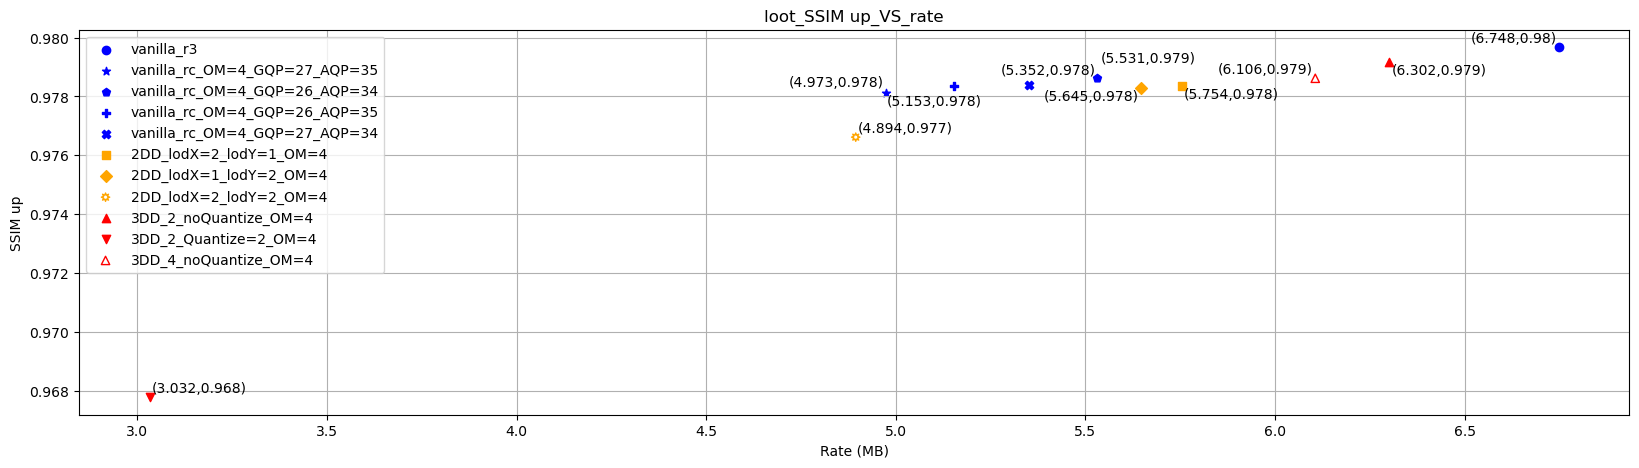 loot_SSIM up_VS_rate
SSIM up
0.980
0.978
0.976
0.974
0.972
0.970
0.968
vanilla_r3
vanilla_rc_OM=4_GQP=27_AQP=35
vanilla_rc_OM=4_GQP=26_AQP=34
vanilla_rc_OM=4_GQP=26_AQP=35
vanilla_rc_OM=4_GQP=27_AQP=34
2DD_lodX=2_lodY=1_OM=4
2DD_lodX=1_lodY=2_OM=4
2DD_lodX=2_lodY=2_OM=4
3DD_2_noQuantize_OM=4
3DD_2_Quantize=2_OM=4
3DD_4_noQuantize_OM=4
(6.748,0.98)
(5.531,0.979)
(5.352,0.978)
(6.106,0.979)
(6.302,0.979)
(4.973,0.978)
(5.645,0.978)
(5.754,0.978)
(5.153,0.978)
(4.894,0.977)
(3.032,0.968)
3.0
3.5
4.0
4.5
5.0
5.5
6.0
6.5
Rate (MB)